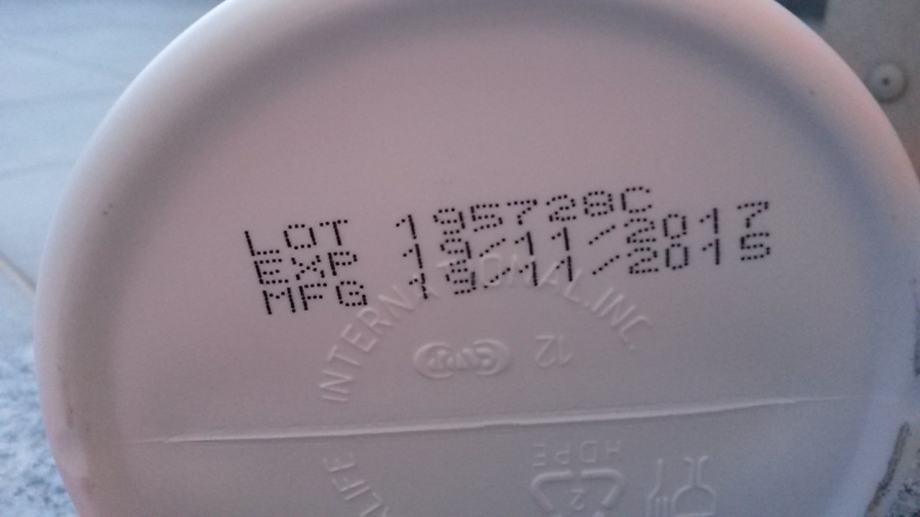 LOT 195728C
EXP 19/11/2017
MFG 19/11/2015
INTERNATIONAL.INC.
12
HDPE
2